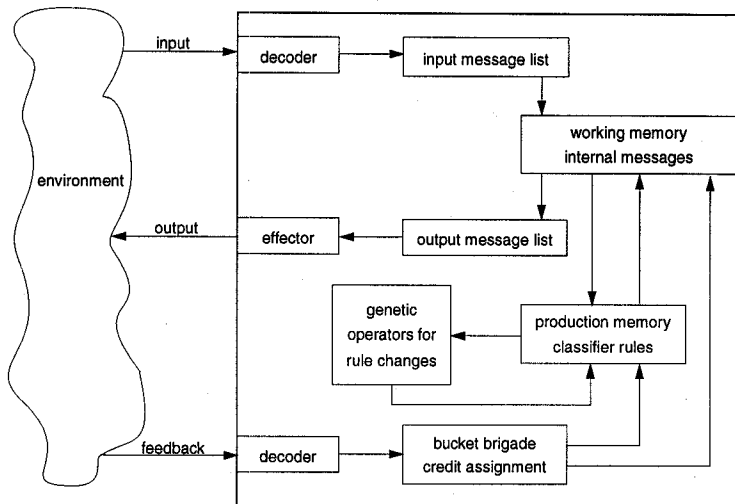 input
decoder
input message list
working memory
internal messages
environment
output
effector
output message list
genetic
operators for
rule changes
production memory
classifier rules
feedback
decoder
bucket brigade
credit assignment